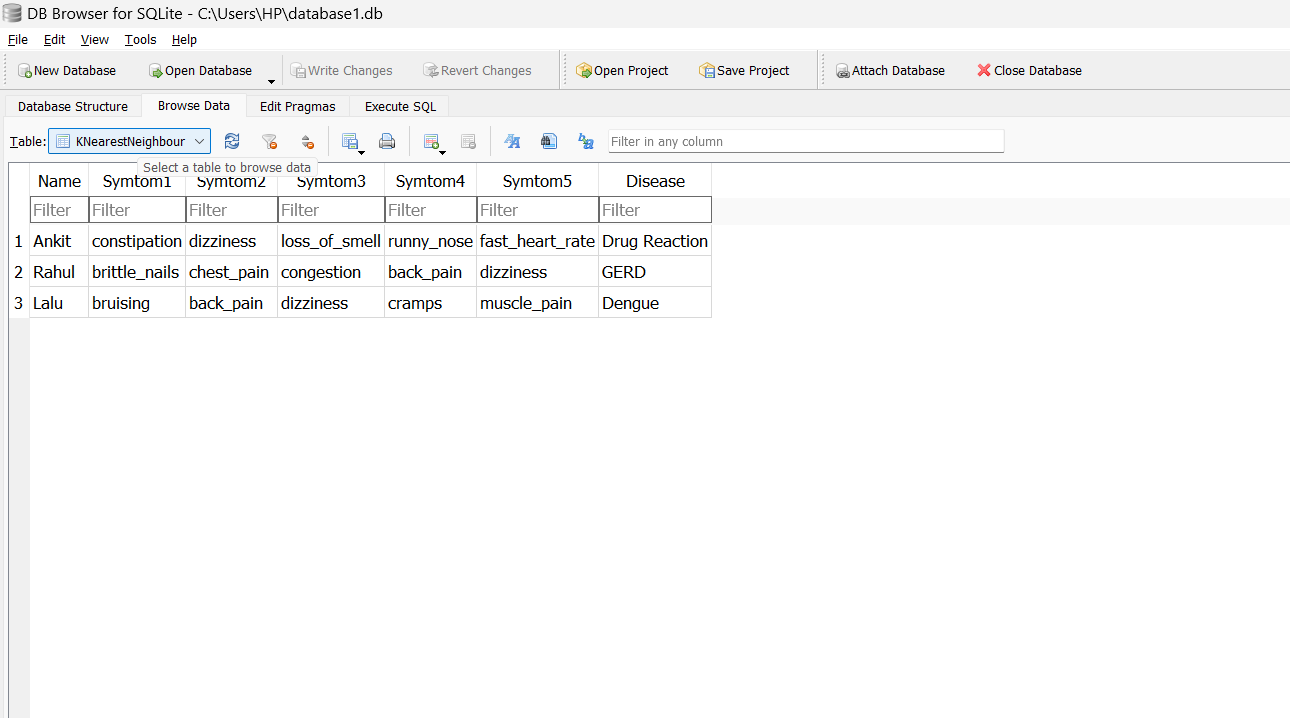 DB Browser for SQLite - C:\Users\HP\database1.db
File Edit View Tools Help
New Database Open Database Write Changes Revert Changes Open Project Save Project Attach Database Close Database
Database Structure Browse Data Edit Pragmas Execute SQL
Table: KNearestNeighbour Filter in any column
Select a table to browse data
Name Symtom1 Symtom2 Symtom3 Symtom4 Symtom5 Disease
Filter Filter Filter Filter Filter Filter Filter
1 Ankit constipation dizziness loss_of_smell runny_nose fast_heart_rate Drug Reaction
2 Rahul brittle_nails chest_pain congestion back_pain dizziness GERD
3 Lalu bruising back_pain dizziness cramps muscle_pain Dengue